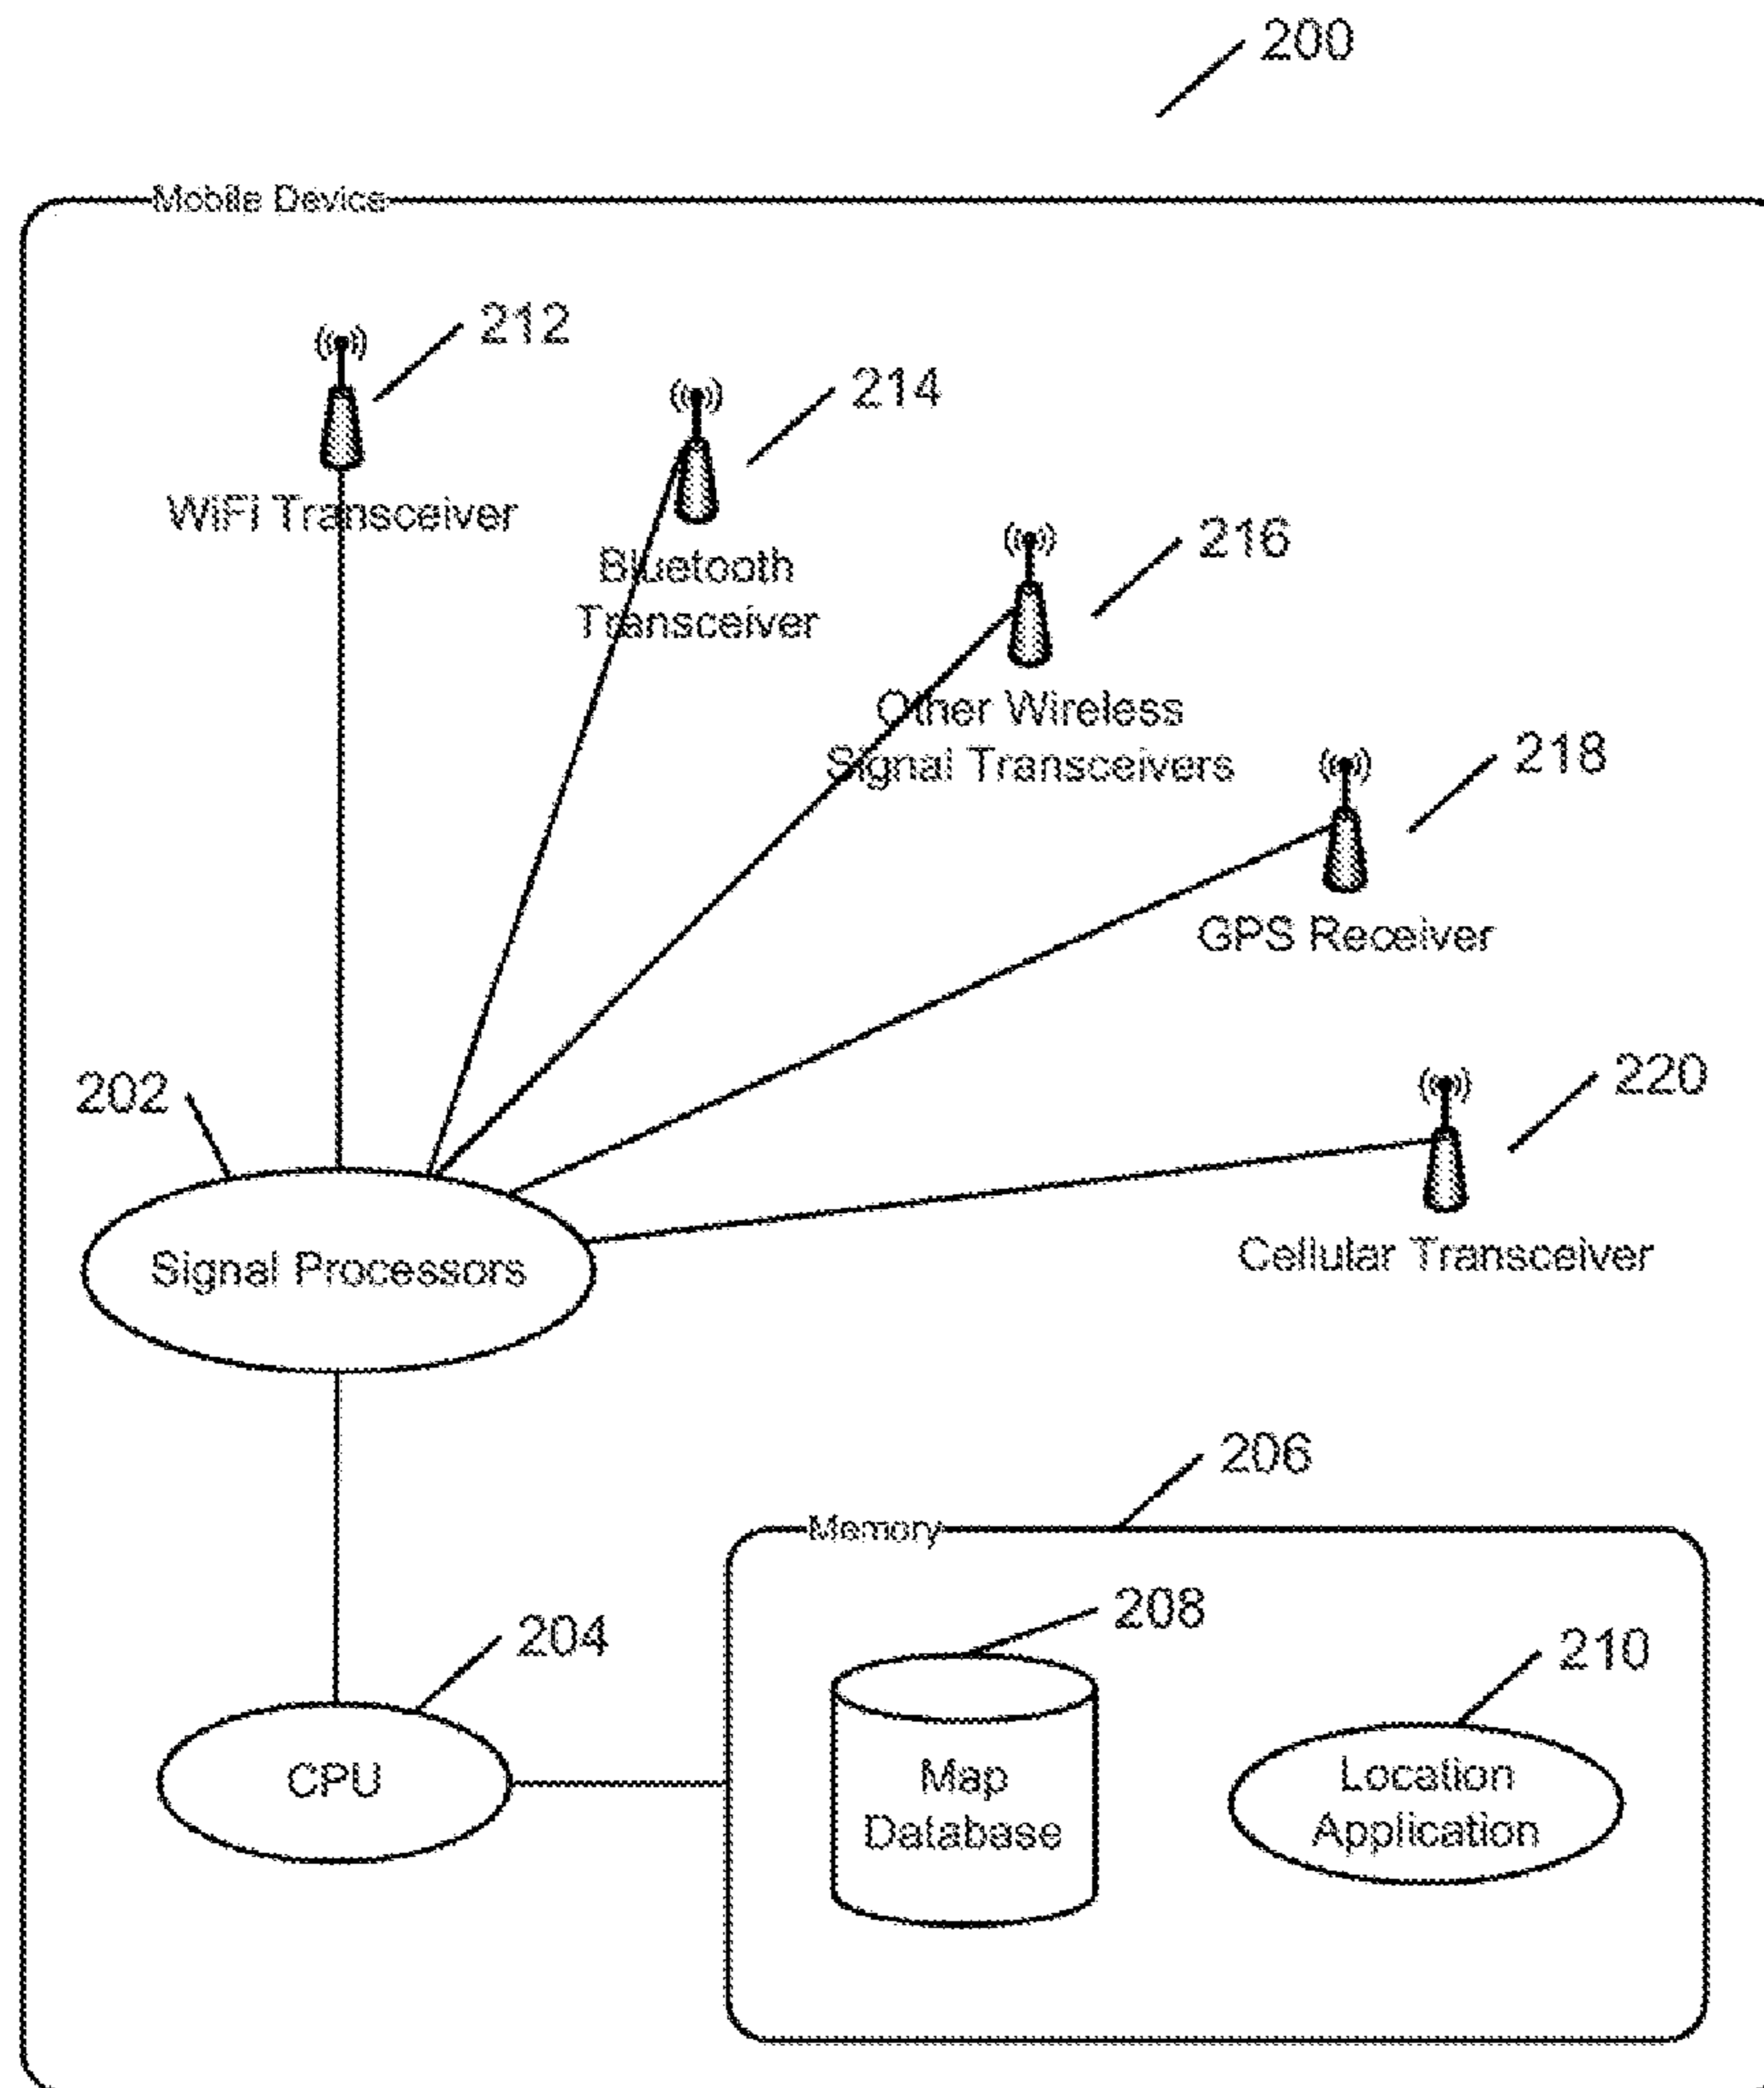 200
Mobile Device
212
WiFi Transceiver
214
Bluetooth
Transceiver
216
Other Wireless
Signal Transceivers
218
GPS Receiver
202
220
Signal Processors
Cellular Transceiver
206
Memory
204
208
210
CPU
Map
Database
Location
Application